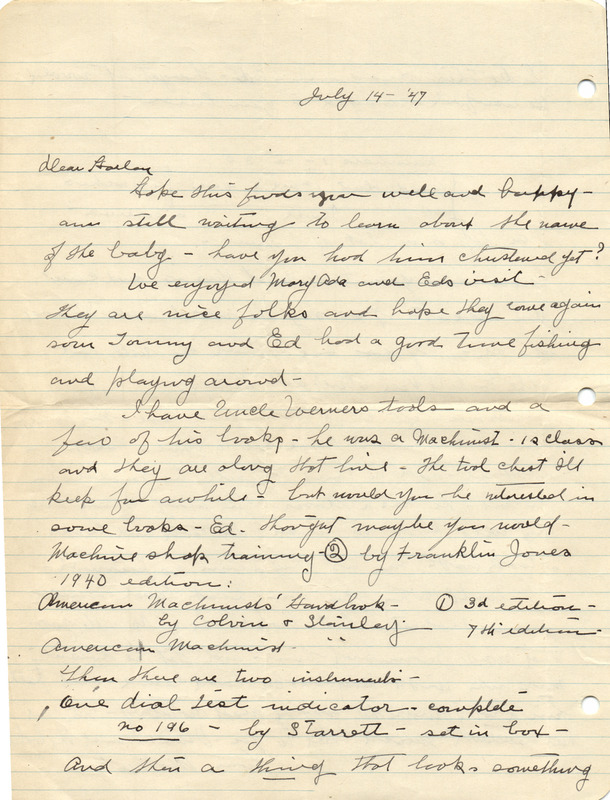 July 14 - '47
Dear Harlan
Hope this finds you well and happy -
am still waiting to learn about the name
of the baby - have you had him christened yet?
We enjoyed Mary Ada and Eds visit -
They are nice folks and hope they come again
soon Tommy and Ed had a good time fishing
and playing around -
I have Uncle Werners tools and a
few of his books - he was a Machinist - 1s class
and they are along that line - The tool chest Ill
keep for awhile - but would you be interested in
some books - Ed. thought maybe you would -
Machine shop training - ② by Franklin Jones
1940 edition:
American Machinists' Handbook - ① 3d edition -
by Colvin & Stanley. 7th edition -
American Machinist - " "
Then there are two instruments -
One dial test indicator - complete
no 196 - by Starrett - set in box -
And then a thing that looks something